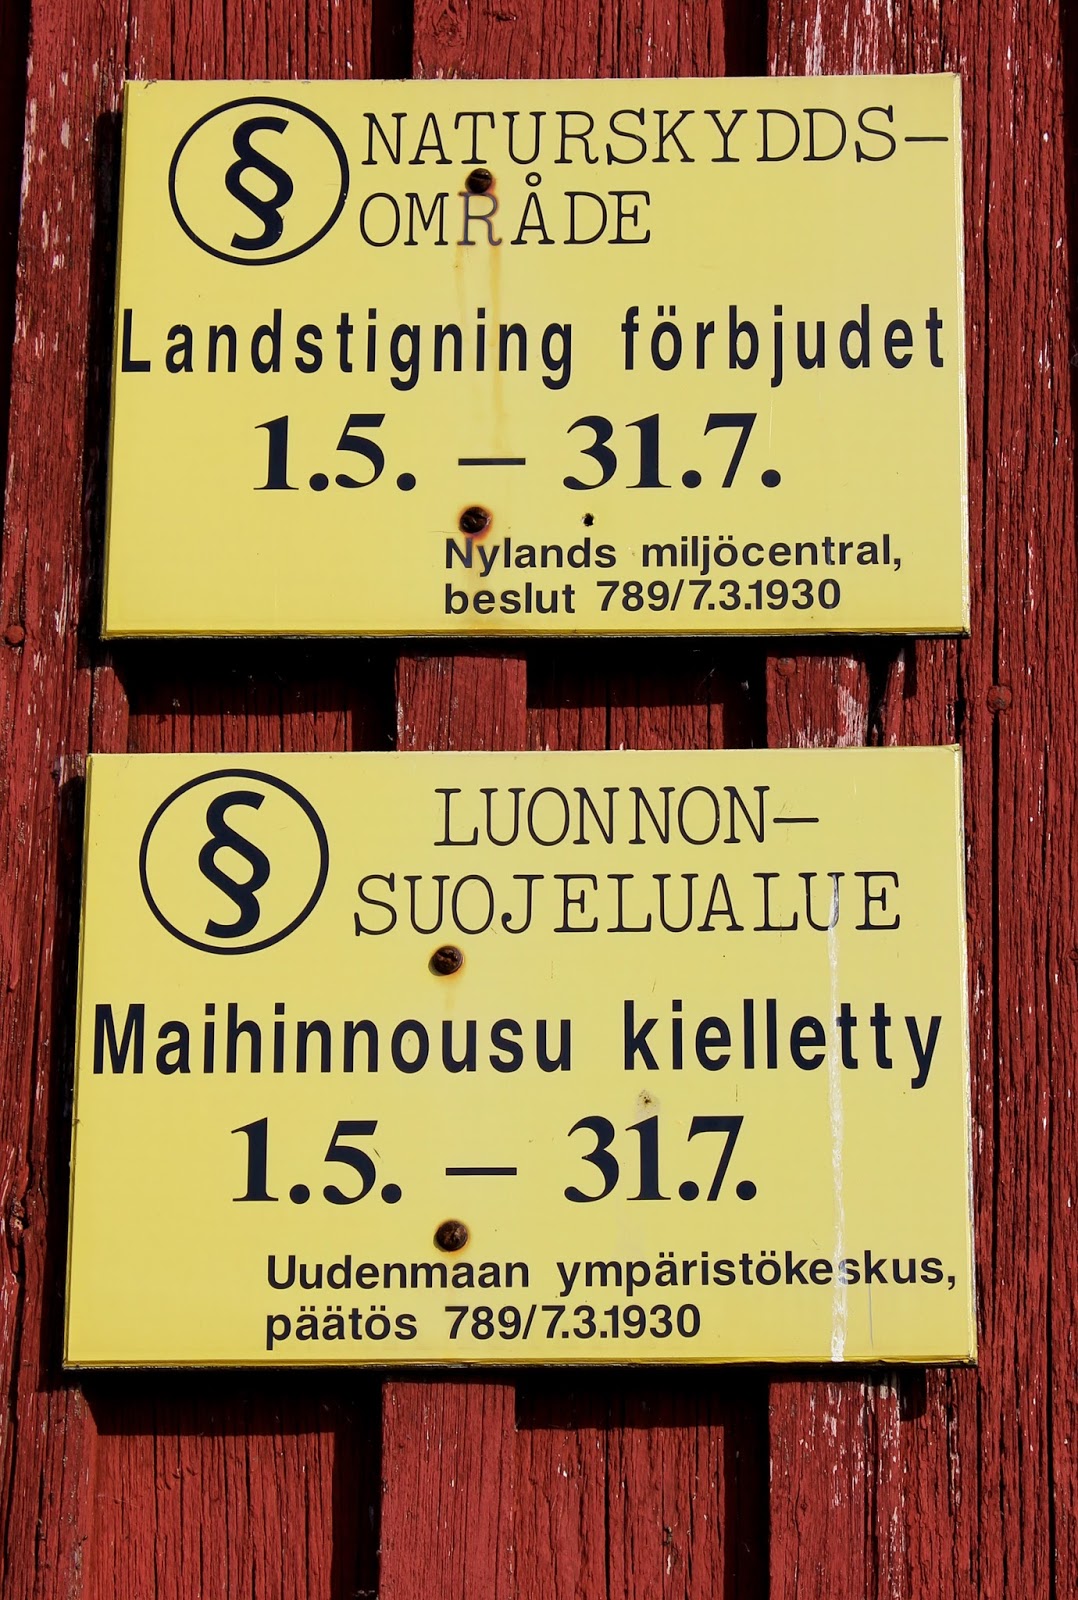 § NATURSKYDDS–
OMRÅDE
Landstigning förbjudet
1.5. – 31.7.
Nylands miljöcentral,
beslut 789/7.3.1930
§ LUONNON–
SUOJELUALUE
Maihinnousu kielletty
1.5. – 31.7.
Uudenmaan ympäristökeskus,
päätös 789/7.3.1930